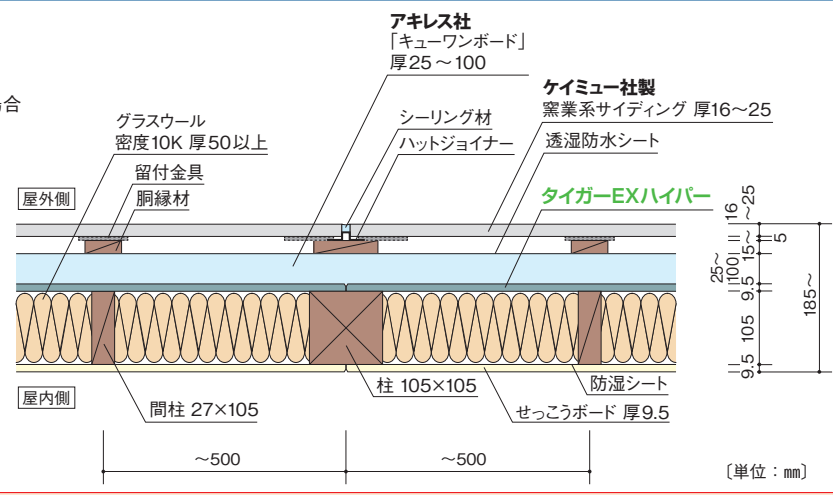 アキレス社
「キューワンボード」
厚25～100
合
ケイミュー社製
窯業系サイディング 厚16～25
グラスウール
密度10K 厚50以上
シーリング材
ハットジョイナー
透湿防水シート
留付金具
胴縁材
屋外側
タイガーEXハイパー
16～25
5
15～
25～100
9.5
105
9.5
185～
屋内側
間柱 27×105
柱 105×105
防湿シート
せっこうボード 厚9.5
～500
～500
〔単位：㎜〕